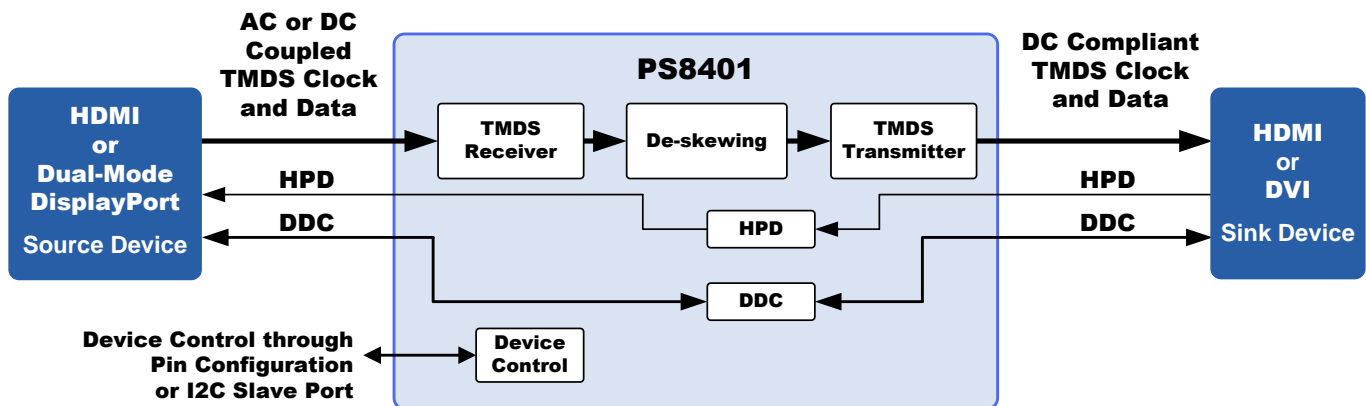 AC or DC
Coupled
TMDS Clock
and Data
PS8401
DC Compliant
TMDS Clock
and Data
HDMI
or
Dual-Mode
DisplayPort
Source Device
TMDS
Receiver
De-skewing
TMDS
Transmitter
HDMI
or
DVI
Sink Device
HPD
HPD
HPD
DDC
DDC
DDC
Device Control through
Pin Configuration
or I2C Slave Port
Device
Control